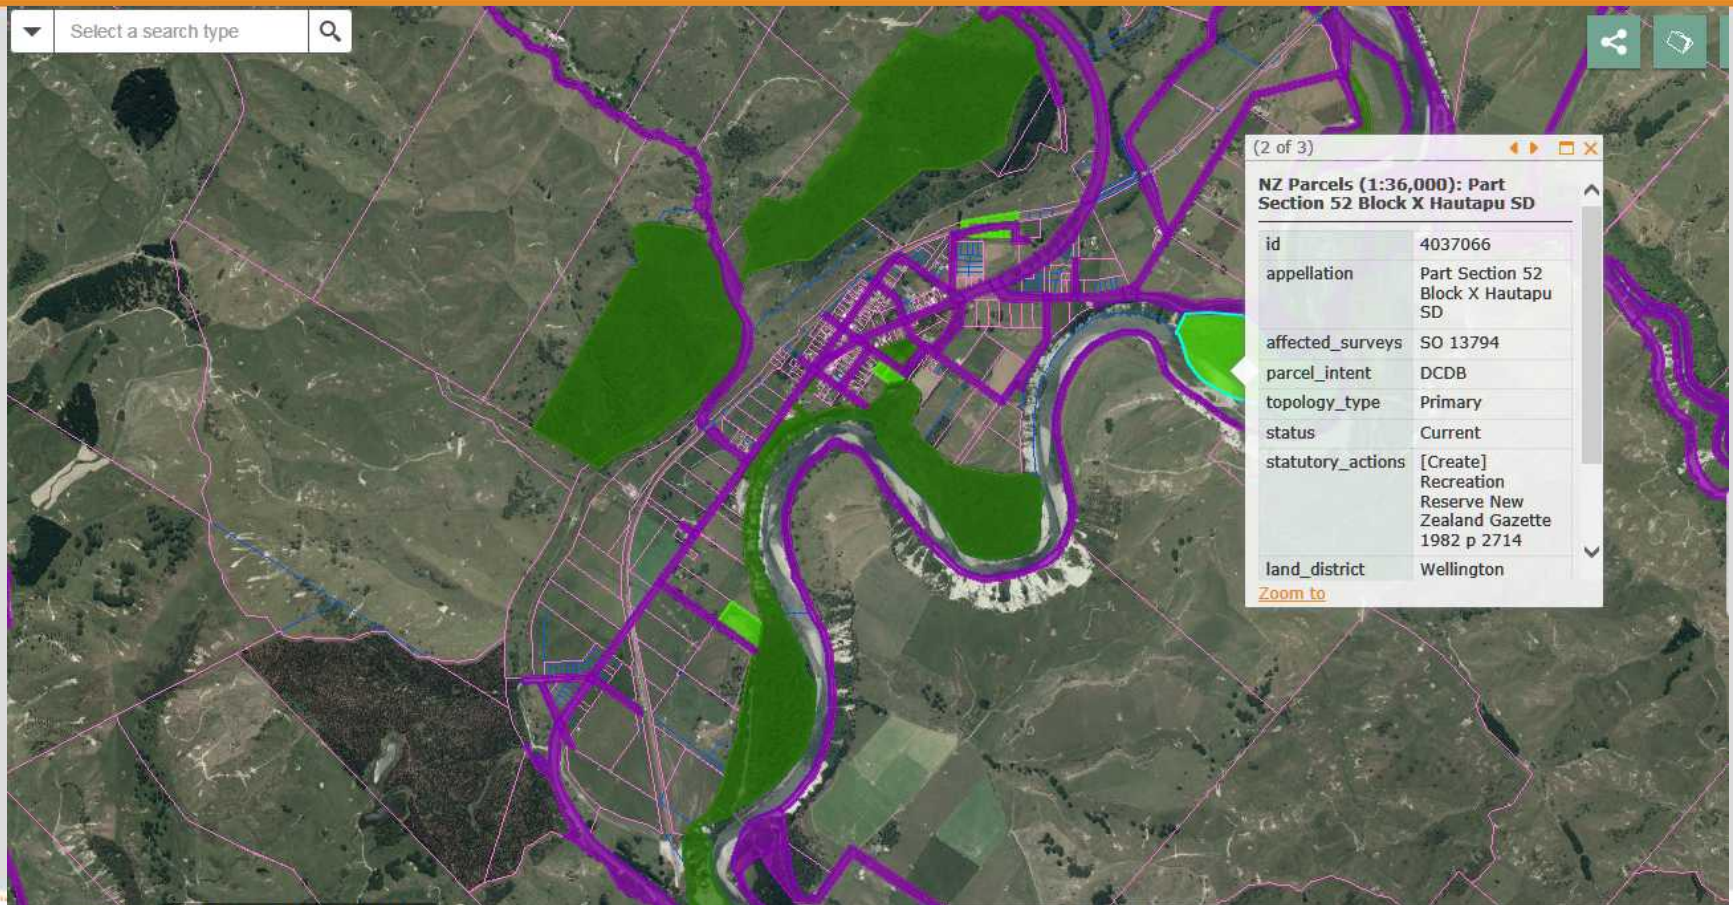 Select a search type
(2 of 3)
NZ Parcels (1:36,000): Part
Section 52 Block X Hautapu SD
id 4037066
appellation Part Section 52
Block X Hautapu
SD
affected_surveys SO 13794
parcel_intent DCDB
topology_type Primary
status Current
statutory_actions [Create]
Recreation
Reserve New
Zealand Gazette
1982 p 2714
land_district Wellington
Zoom to